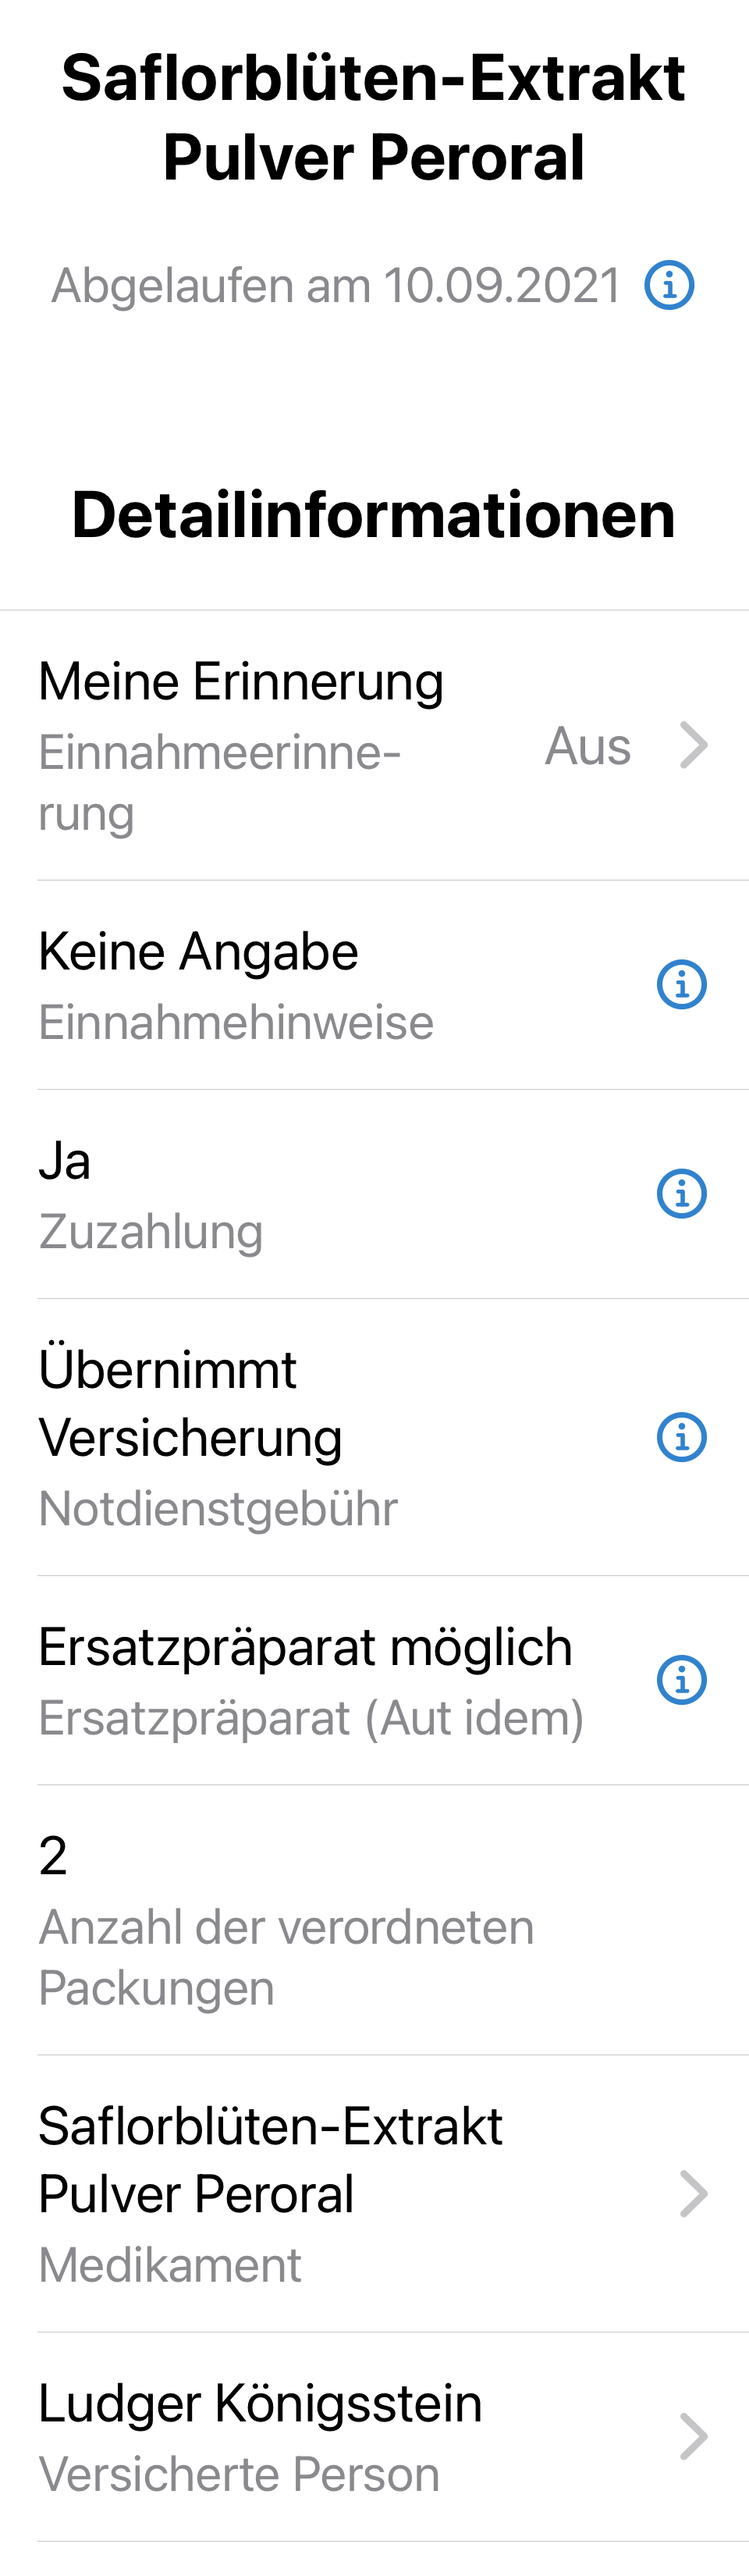 Saflorblüten-Extrakt
Pulver Peroral
Abgelaufen am 10.09.2021
Detailinformationen
Meine Erinnerung
Einnahmeerinne-
rung
Aus
Keine Angabe
Einnahmehinweise
Ja
Zuzahlung
Übernimmt
Versicherung
Notdienstgebühr
Ersatzpräparat möglich
Ersatzpräparat (Aut idem)
2
Anzahl der verordneten
Packungen
Saflorblüten-Extrakt
Pulver Peroral
Medikament
Ludger Königsstein
Versicherte Person